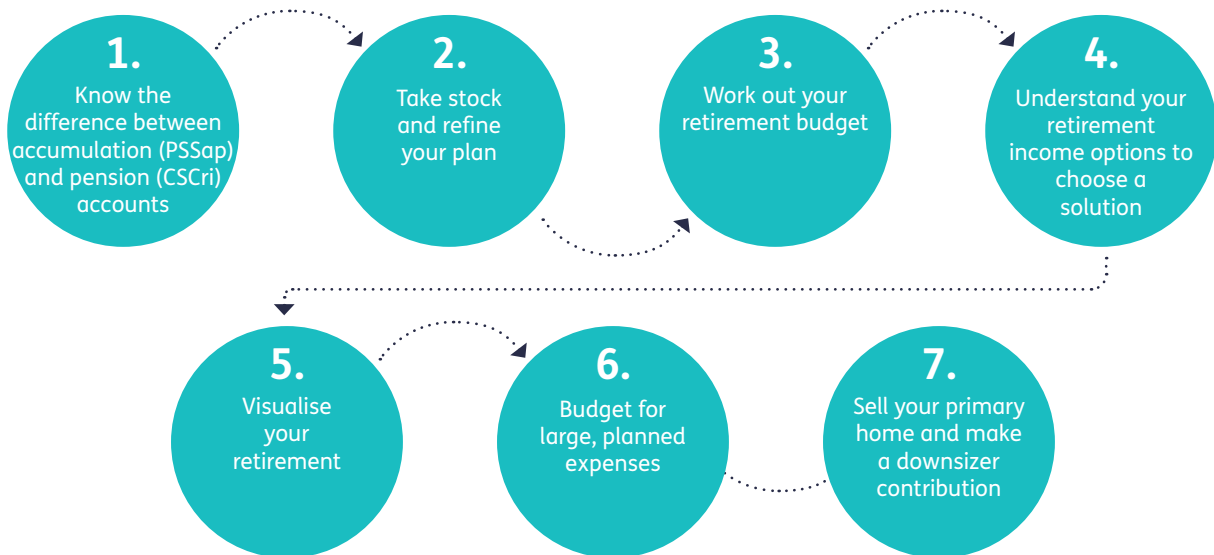 1.
Know the
difference between
accumulation (PSSap)
and pension (CSCri)
accounts
2.
Take stock
and refine
your plan
3.
Work out your
retirement budget
4.
Understand your
retirement
income options to
choose a
solution
5.
Visualise
your
retirement
6.
Budget for
large, planned
expenses
7.
Sell your primary
home and make
a downsizer
contribution